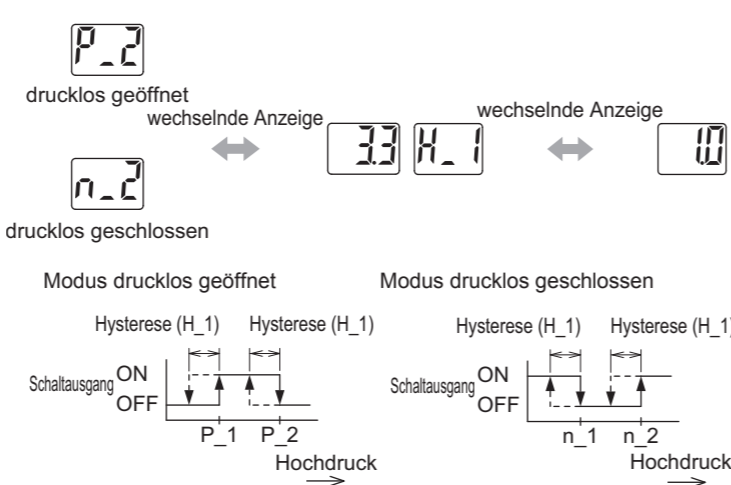 P_2
drucklos geöffnet
wechselnde Anzeige
3.3
H_1
wechselnde Anzeige
1.0
n_2
drucklos geschlossen
Modus drucklos geöffnet
Modus drucklos geschlossen
Hysterese (H_1) Hysterese (H_1)
Schaltausgang ON
OFF
P_1 P_2
Hochdruck
Hysterese (H_1) Hysterese (H_1)
Schaltausgang ON
OFF
n_1 n_2
Hochdruck